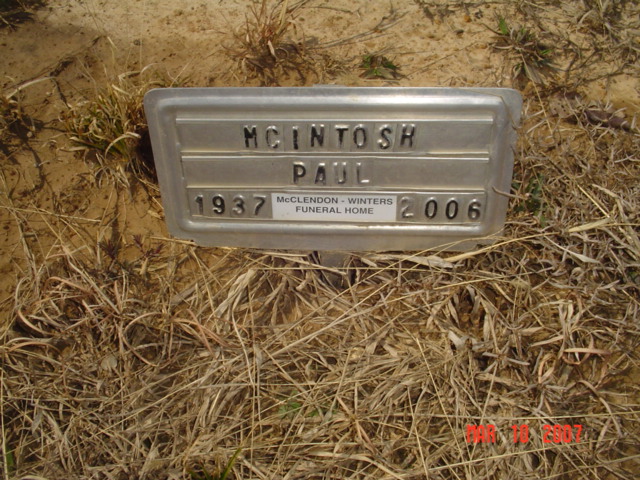 MCINTOSH
PAUL
1937 McCLENDON - WINTERS 2006
FUNERAL HOME
MAR 18 2007